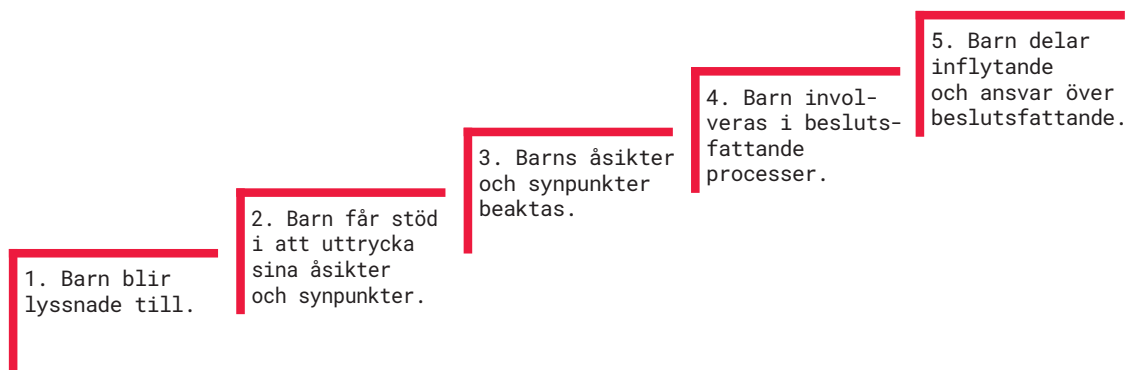 1. Barn blir
lyssnade till.
2. Barn får stöd
i att uttrycka
sina åsikter
och synpunkter.
3. Barns åsikter
och synpunkter
beaktas.
4. Barn invol-
veras i besluts-
fattande
processer.
5. Barn delar
inflytande
och ansvar över
beslutsfattande.